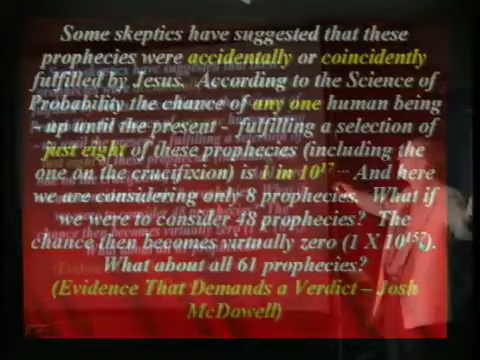 Some skeptics have suggested that these
prophecies were accidentally or coincidently
fulfilled by Jesus. According to the Science of
Probability the chance of any one human being
- up until the present - fulfilling a selection of
just eight of these prophecies (including the
one on the crucifixion) is 1 in 10¹⁷... And here
we are considering only 8 prophecies. What if
we were to consider 48 prophecies? The
chance then becomes virtually zero (1 X 10¹⁵⁷).
What about all 61 prophecies?
(Evidence That Demands a Verdict – Josh
McDowell)